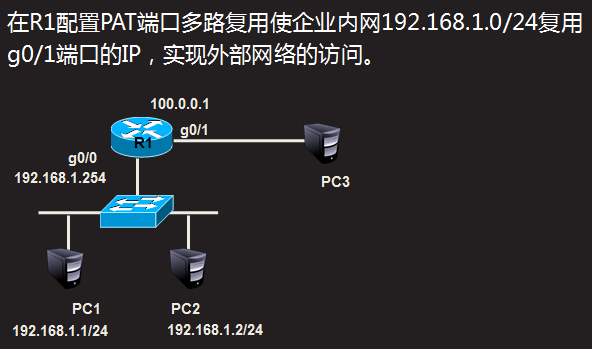 在R1配置PAT端口多路复用使企业内网192.168.1.0/24复用
g0/1端口的IP，实现外部网络的访问。
100.0.0.1
g0/1
R1
g0/0
192.168.1.254
PC3
PC1
PC2
192.168.1.1/24
192.168.1.2/24